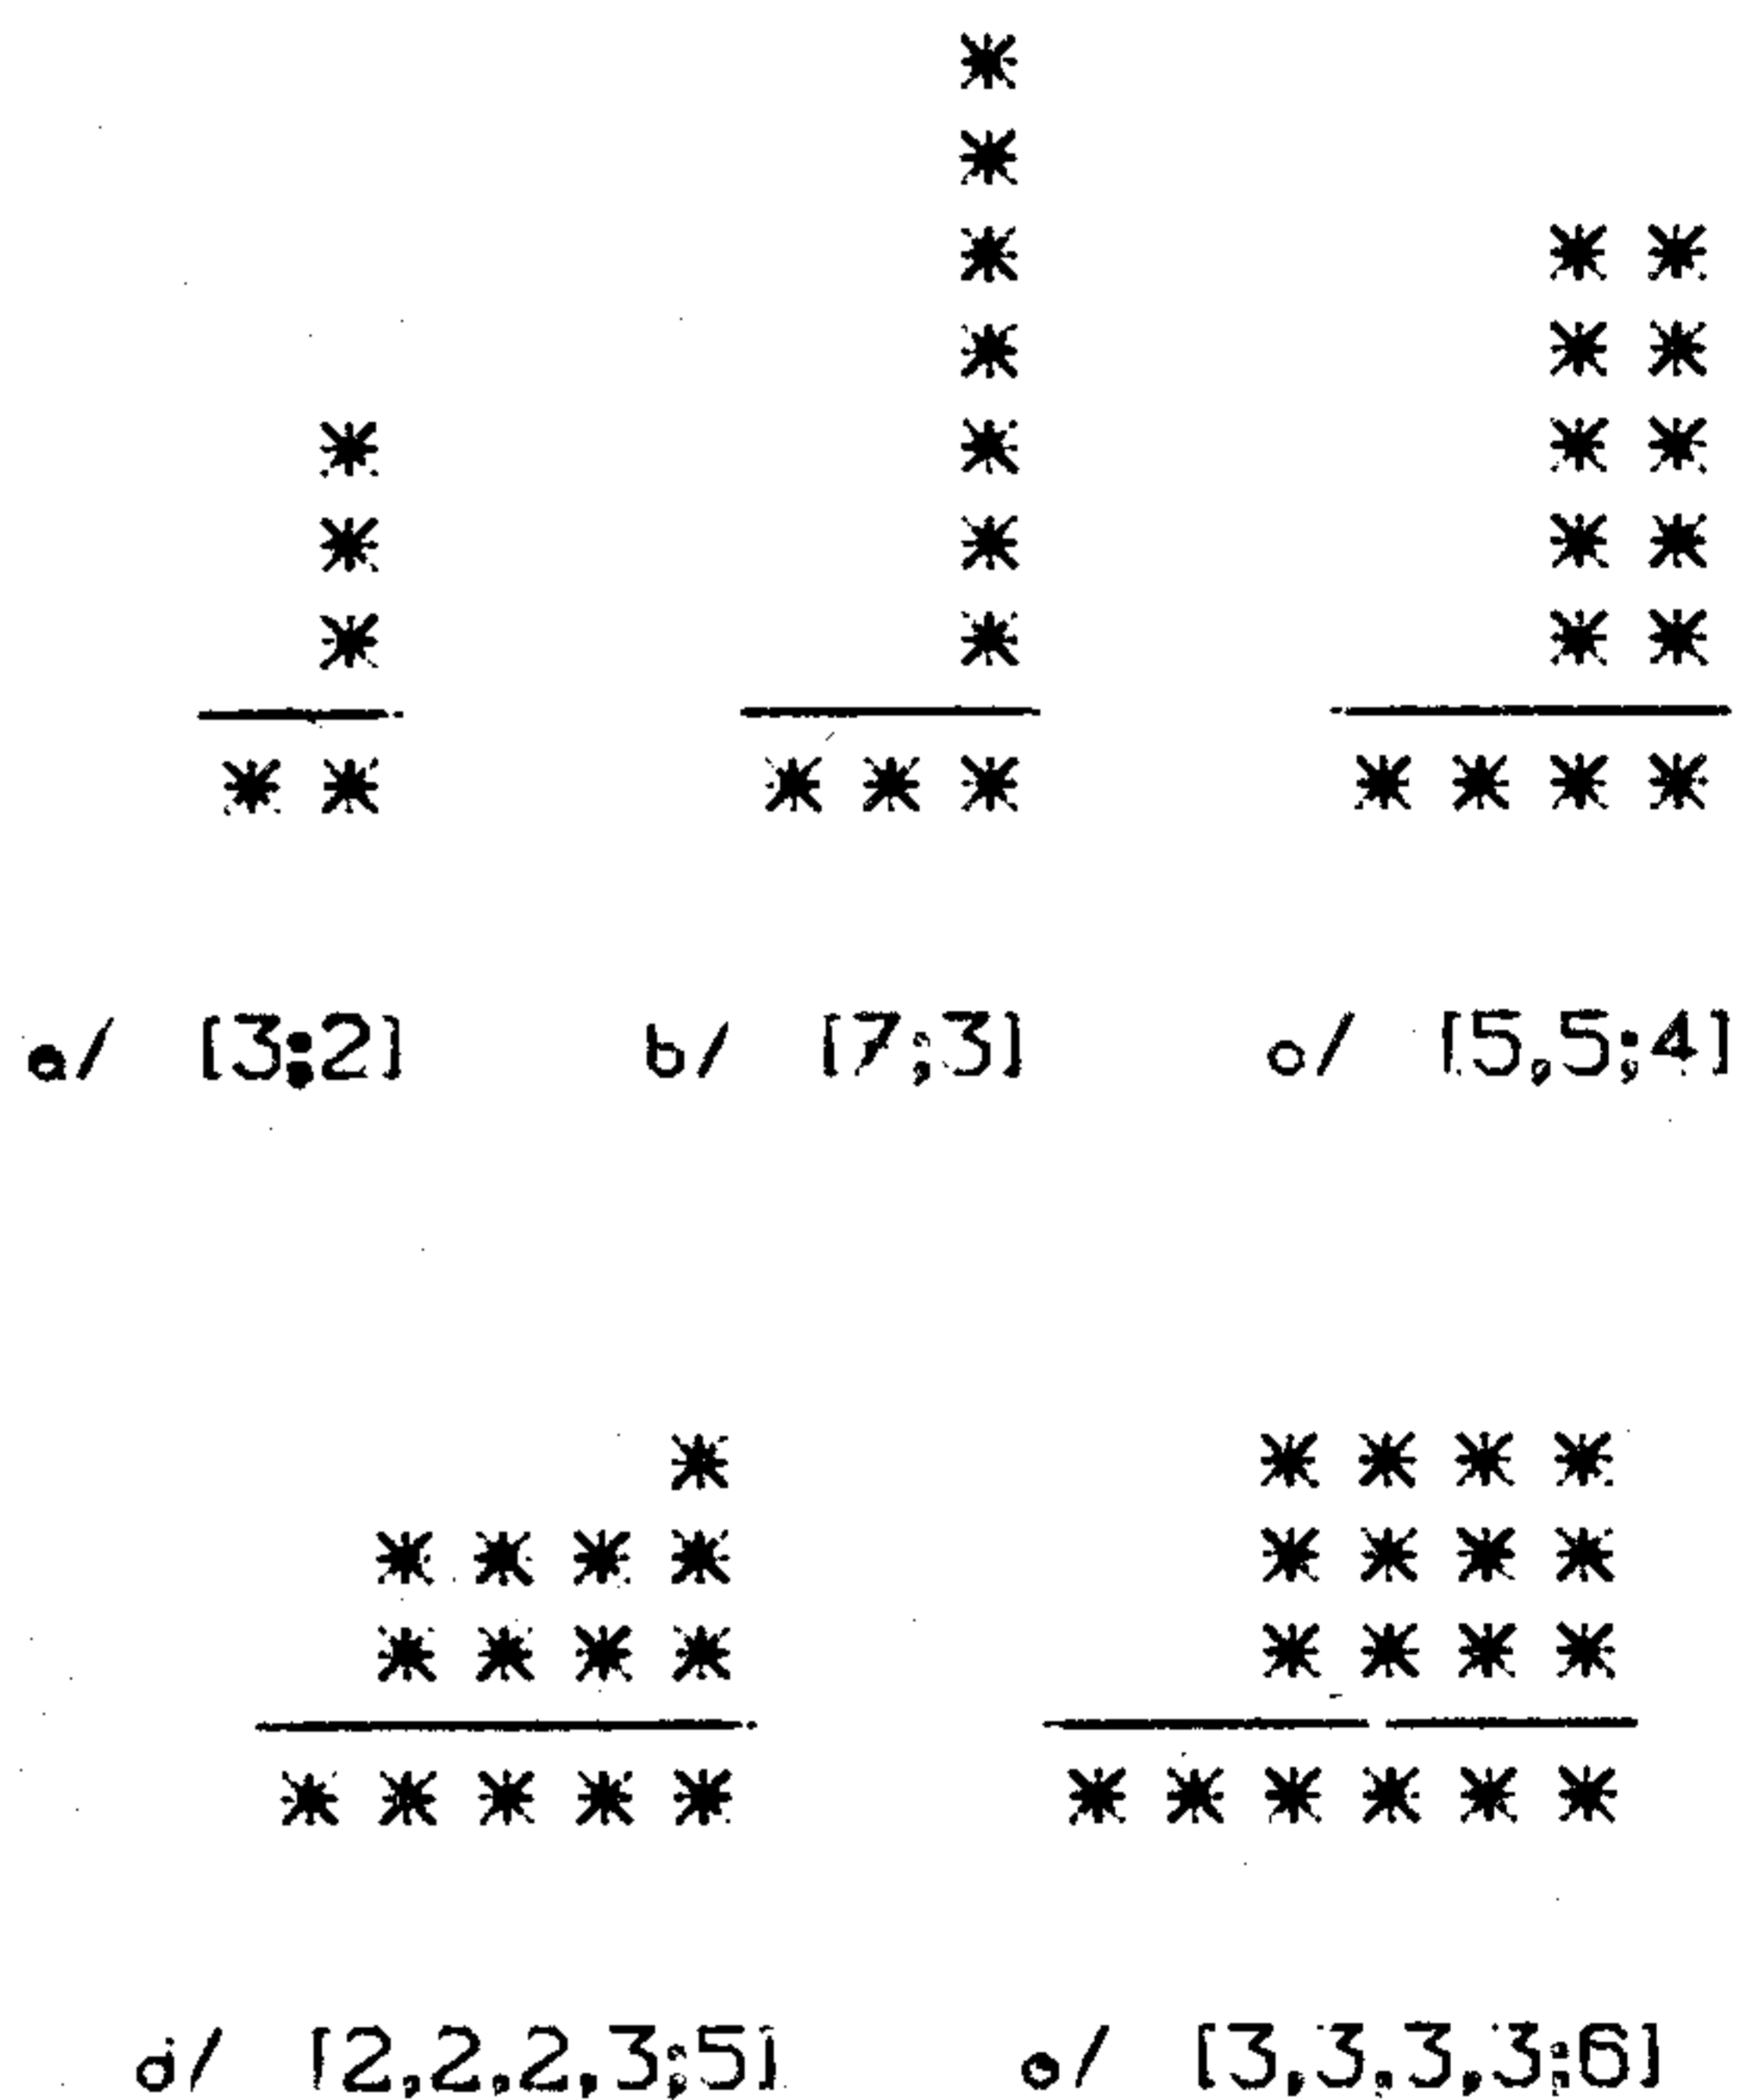 a/ [3;2] b/ [7;3] c/ [5,5;4]
d/ [2,2,2,3;5] e/ [3,3,3,3;6]